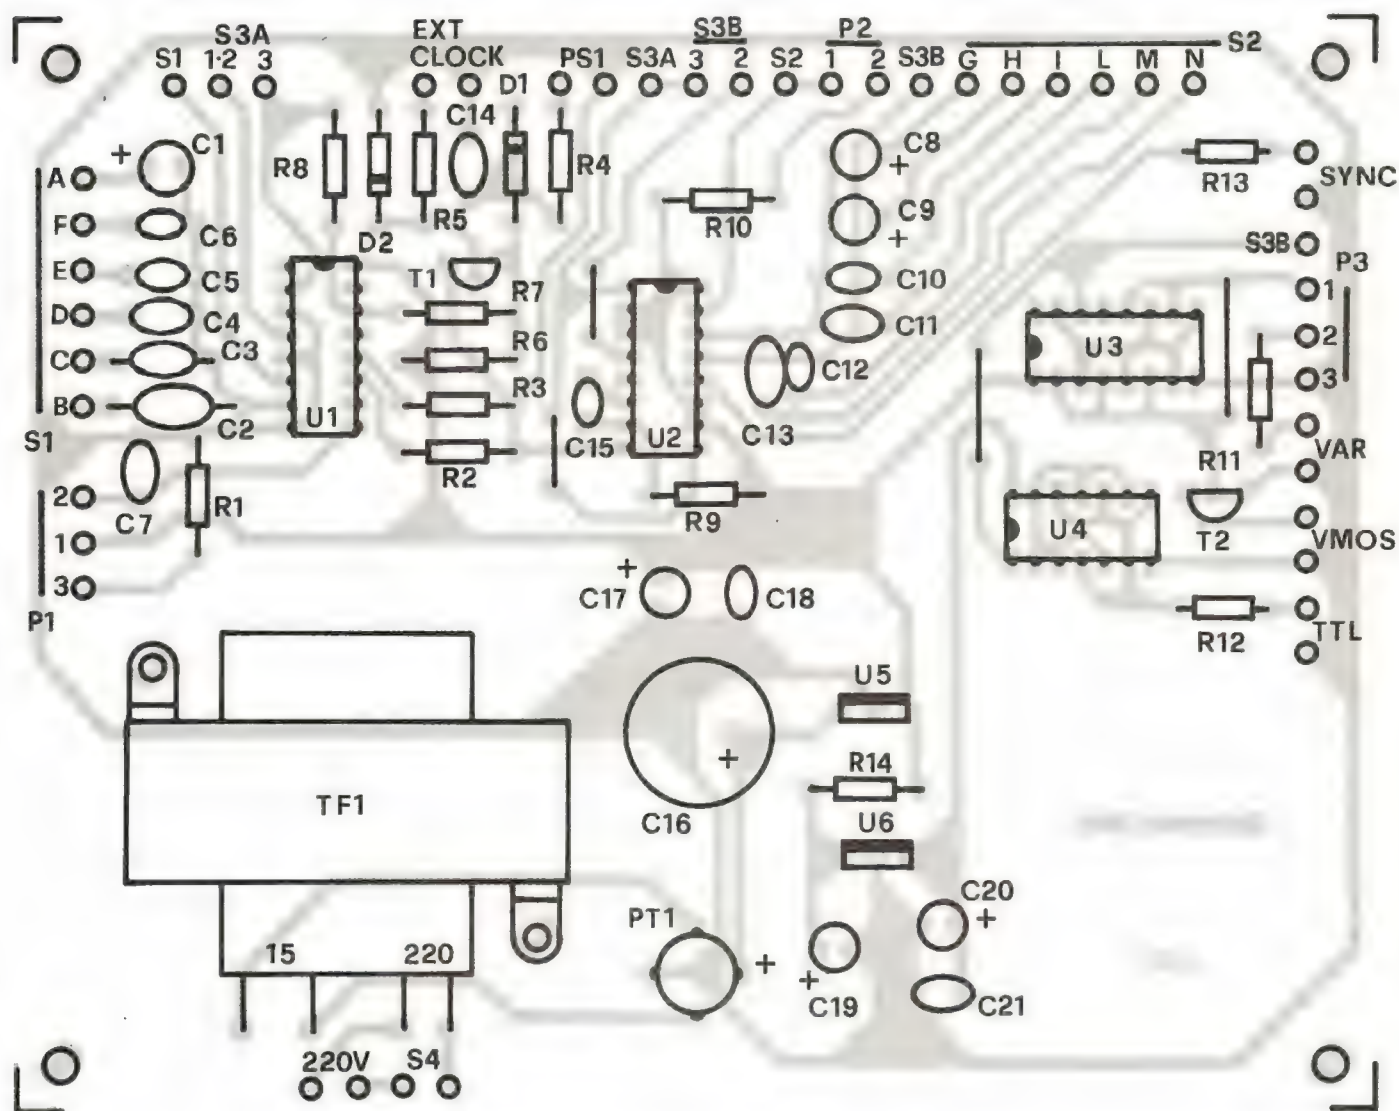 S3A
EXT
S3B
P2
S2
S1 1·2 3
CLOCK
D1
PS1
S3A 3 2 S2 1 2 S3B G H I L M N
C14
+ C1
R8
R4
C8
+
R13
SYNC
A
F
C6
R5
D2
R10
C9
+
S3B
P3
E
C5
T1
R7
C10
1
D
C4
R6
C11
U3
2
C
C3
R3
C12
3
B
U1
C2
S1
R2
C15
U2
C13
R11
VAR
2
C7
R1
R9
U4
T2
VMOS
1
3
P1
+
C17
C18
R12
TTL
U5
+
R14
TF1
C16
U6
PT1
C20
+
15
220
+
+
C19
C21
220V
S4